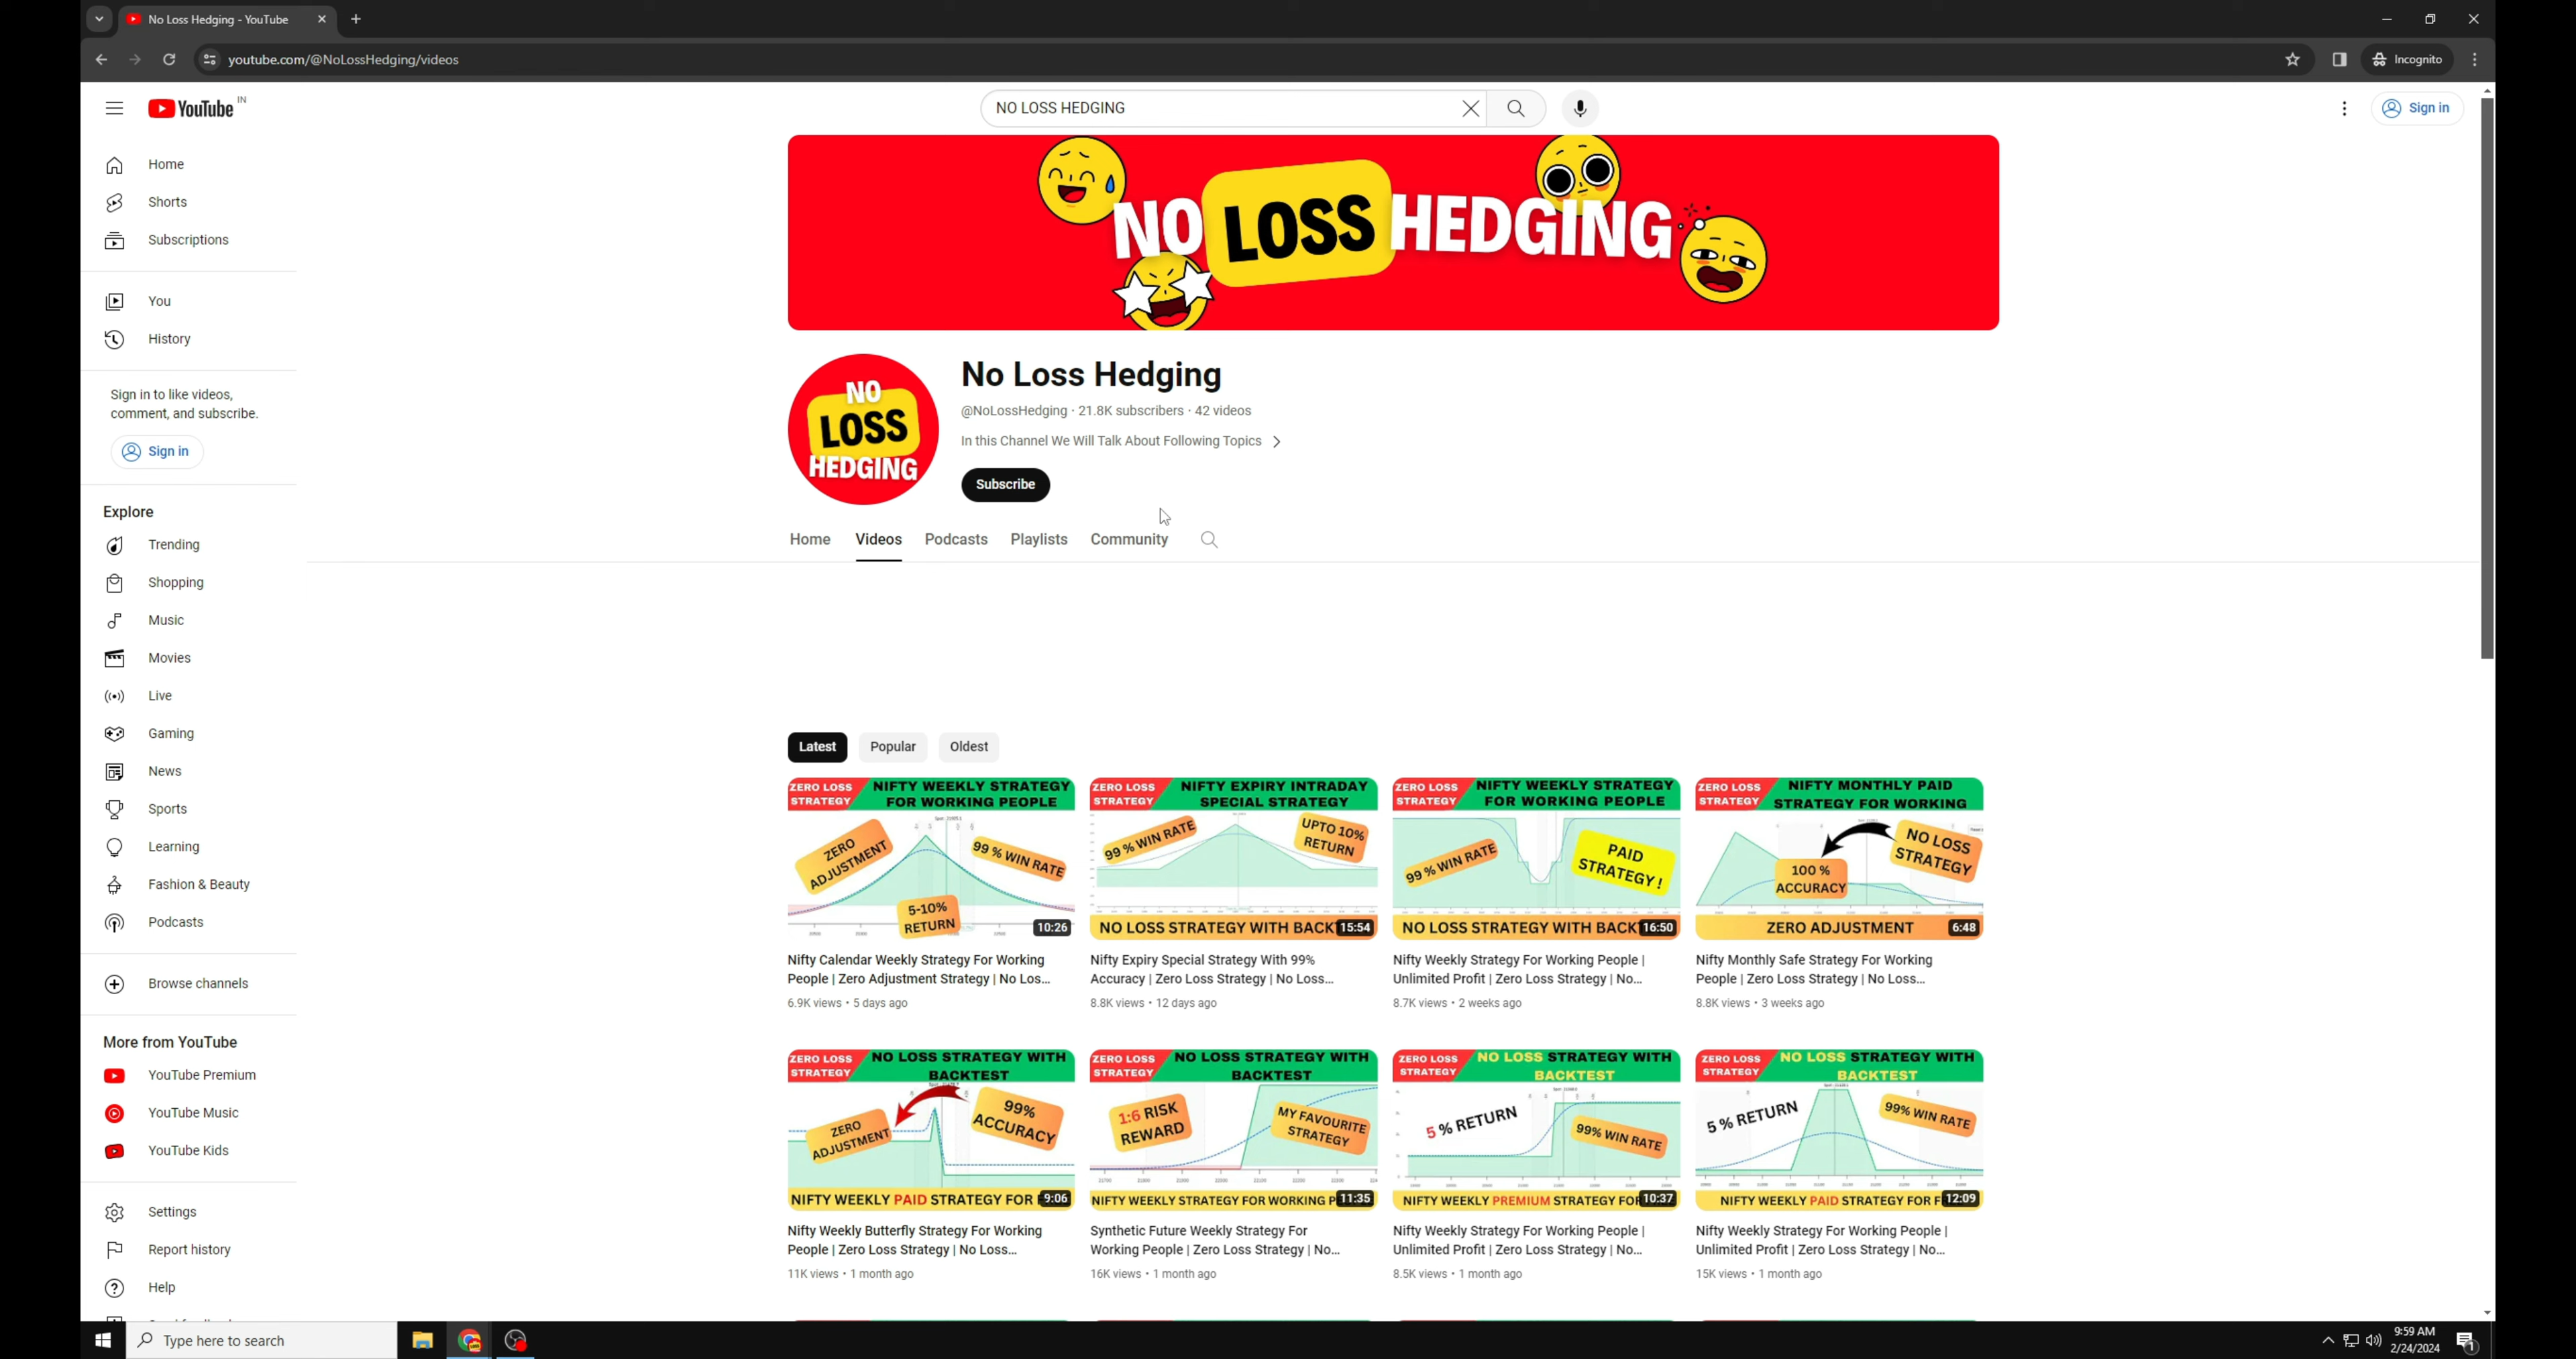 No Loss Hedging - YouTube
youtube.com/@NoLossHedging/videos
Incognito
YouTube IN
NO LOSS HEDGING
Sign in
Home
Shorts
Subscriptions
You
History
Sign in to like videos,
comment, and subscribe.
Sign in
Explore
Trending
Shopping
Music
Movies
Live
Gaming
News
Sports
Learning
Fashion & Beauty
Podcasts
Browse channels
More from YouTube
YouTube Premium
YouTube Music
YouTube Kids
Settings
Report history
Help
NO LOSS HEDGING
NO
LOSS
HEDGING
No Loss Hedging
@NoLossHedging · 21.8K subscribers · 42 videos
In this Channel We Will Talk About Following Topics
Subscribe
Home Videos Podcasts Playlists Community
Latest Popular Oldest
ZERO LOSS
STRATEGY
NIFTY WEEKLY STRATEGY
FOR WORKING PEOPLE
ZERO
ADJUSTMENT
99 % WIN RATE
5-10%
RETURN
10:26
Nifty Calendar Weekly Strategy For Working
People | Zero Adjustment Strategy | No Los...
6.9K views · 5 days ago
ZERO LOSS
STRATEGY
NIFTY EXPIRY INTRADAY
SPECIAL STRATEGY
99 % WIN RATE
UPTO 10%
RETURN
NO LOSS STRATEGY WITH BACK
15:54
Nifty Expiry Special Strategy With 99%
Accuracy | Zero Loss Strategy | No Loss...
8.8K views · 12 days ago
ZERO LOSS
STRATEGY
NIFTY WEEKLY STRATEGY
FOR WORKING PEOPLE
99 % WIN RATE
PAID
STRATEGY !
NO LOSS STRATEGY WITH BACK
16:50
Nifty Weekly Strategy For Working People |
Unlimited Profit | Zero Loss Strategy | No...
8.7K views · 2 weeks ago
ZERO LOSS
STRATEGY
NIFTY MONTHLY PAID
STRATEGY FOR WORKING
NO LOSS
STRATEGY
100 %
ACCURACY
ZERO ADJUSTMENT
6:48
Nifty Monthly Safe Strategy For Working
People | Zero Loss Strategy | No Loss...
8.8K views · 3 weeks ago
ZERO LOSS
STRATEGY
NO LOSS STRATEGY WITH
BACKTEST
ZERO
ADJUSTMENT
99%
ACCURACY
NIFTY WEEKLY PAID STRATEGY FOR
9:06
Nifty Weekly Butterfly Strategy For Working
People | Zero Loss Strategy | No Loss...
11K views · 1 month ago
ZERO LOSS
STRATEGY
NO LOSS STRATEGY WITH
BACKTEST
1:6 RISK
REWARD
MY FAVOURITE
STRATEGY
NIFTY WEEKLY STRATEGY FOR WORKING P
11:35
Synthetic Future Weekly Strategy For
Working People | Zero Loss Strategy | No...
16K views · 1 month ago
ZERO LOSS
STRATEGY
NO LOSS STRATEGY WITH
BACKTEST
5 % RETURN
99% WIN RATE
NIFTY WEEKLY PREMIUM STRATEGY FOR
10:37
Nifty Weekly Strategy For Working People |
Unlimited Profit | Zero Loss Strategy | No...
8.5K views · 1 month ago
ZERO LOSS
STRATEGY
NO LOSS STRATEGY WITH
BACKTEST
5 % RETURN
99% WIN RATE
NIFTY WEEKLY PAID STRATEGY FOR F
12:09
Nifty Weekly Strategy For Working People |
Unlimited Profit | Zero Loss Strategy | No...
15K views · 1 month ago
Type here to search
9:59 AM
2/24/2024
1